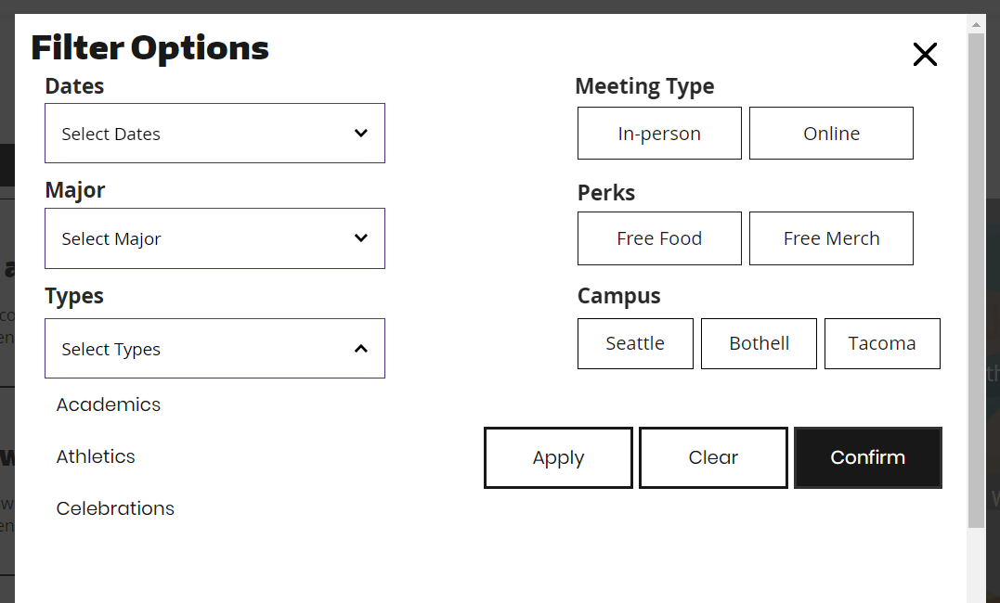 Filter Options
Dates
Select Dates
Major
Select Major
Types
Select Types
Academics
Athletics
Celebrations
Meeting Type
In-person
Online
Perks
Free Food
Free Merch
Campus
Seattle
Bothell
Tacoma
Apply
Clear
Confirm